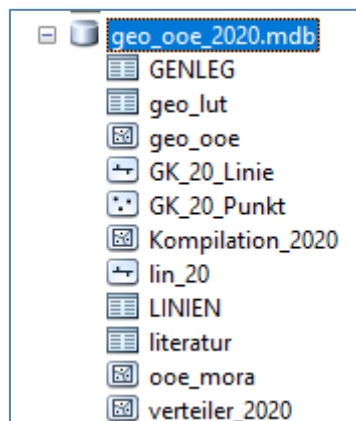 geo_ooe_2020.mdb
GENLEG
geo_lut
geo_ooe
GK_20_Linie
GK_20_Punkt
Kompilation_2020
lin_20
LINIEN
literatur
ooe_mora
verteiler_2020